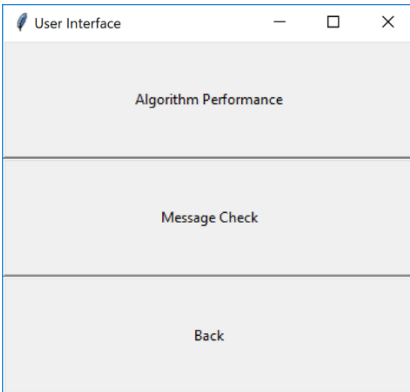 User Interface
Algorithm Performance
Message Check
Back